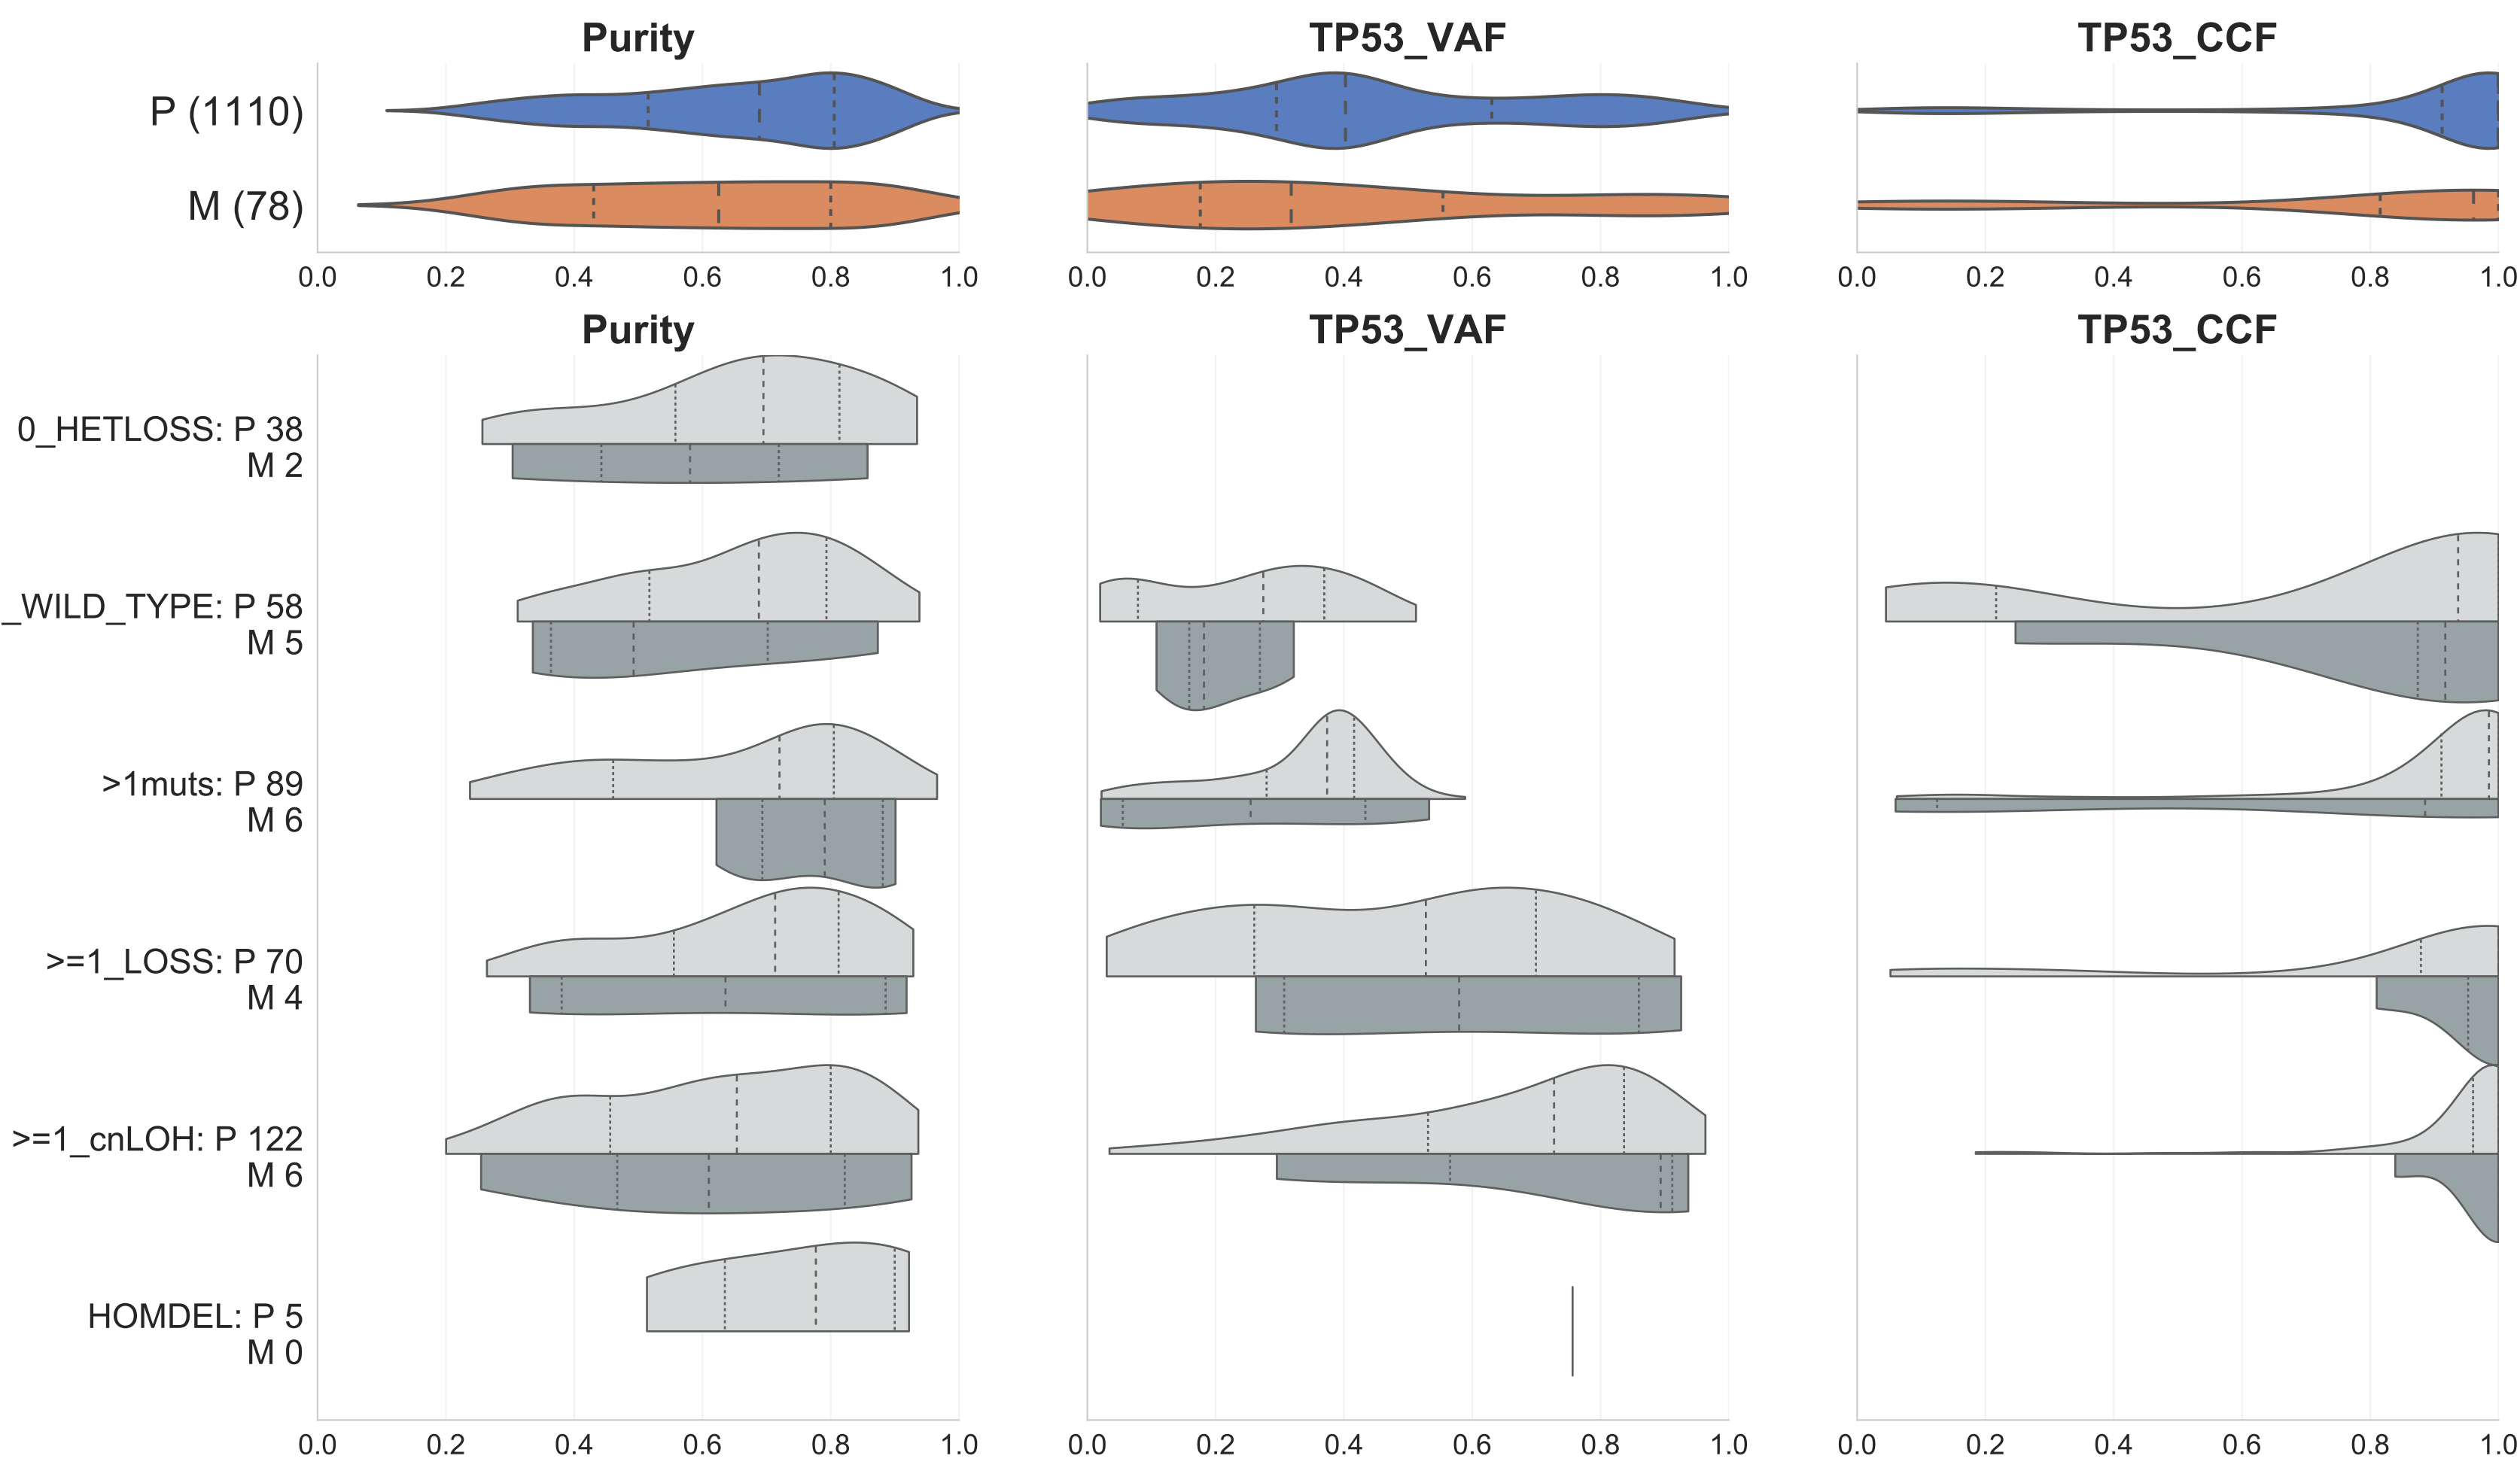 Purity TP53_VAF TP53_CCF
P (1110)
M (78)
0.0 0.2 0.4 0.6 0.8 1.0 0.0 0.2 0.4 0.6 0.8 1.0 0.0 0.2 0.4 0.6 0.8 1.0
Purity TP53_VAF TP53_CCF
0_HETLOSS: P 38
M 2
_WILD_TYPE: P 58
M 5
>1muts: P 89
M 6
>=1_LOSS: P 70
M 4
>=1_cnLOH: P 122
M 6
HOMDEL: P 5
M 0
0.0 0.2 0.4 0.6 0.8 1.0 0.0 0.2 0.4 0.6 0.8 1.0 0.0 0.2 0.4 0.6 0.8 1.0